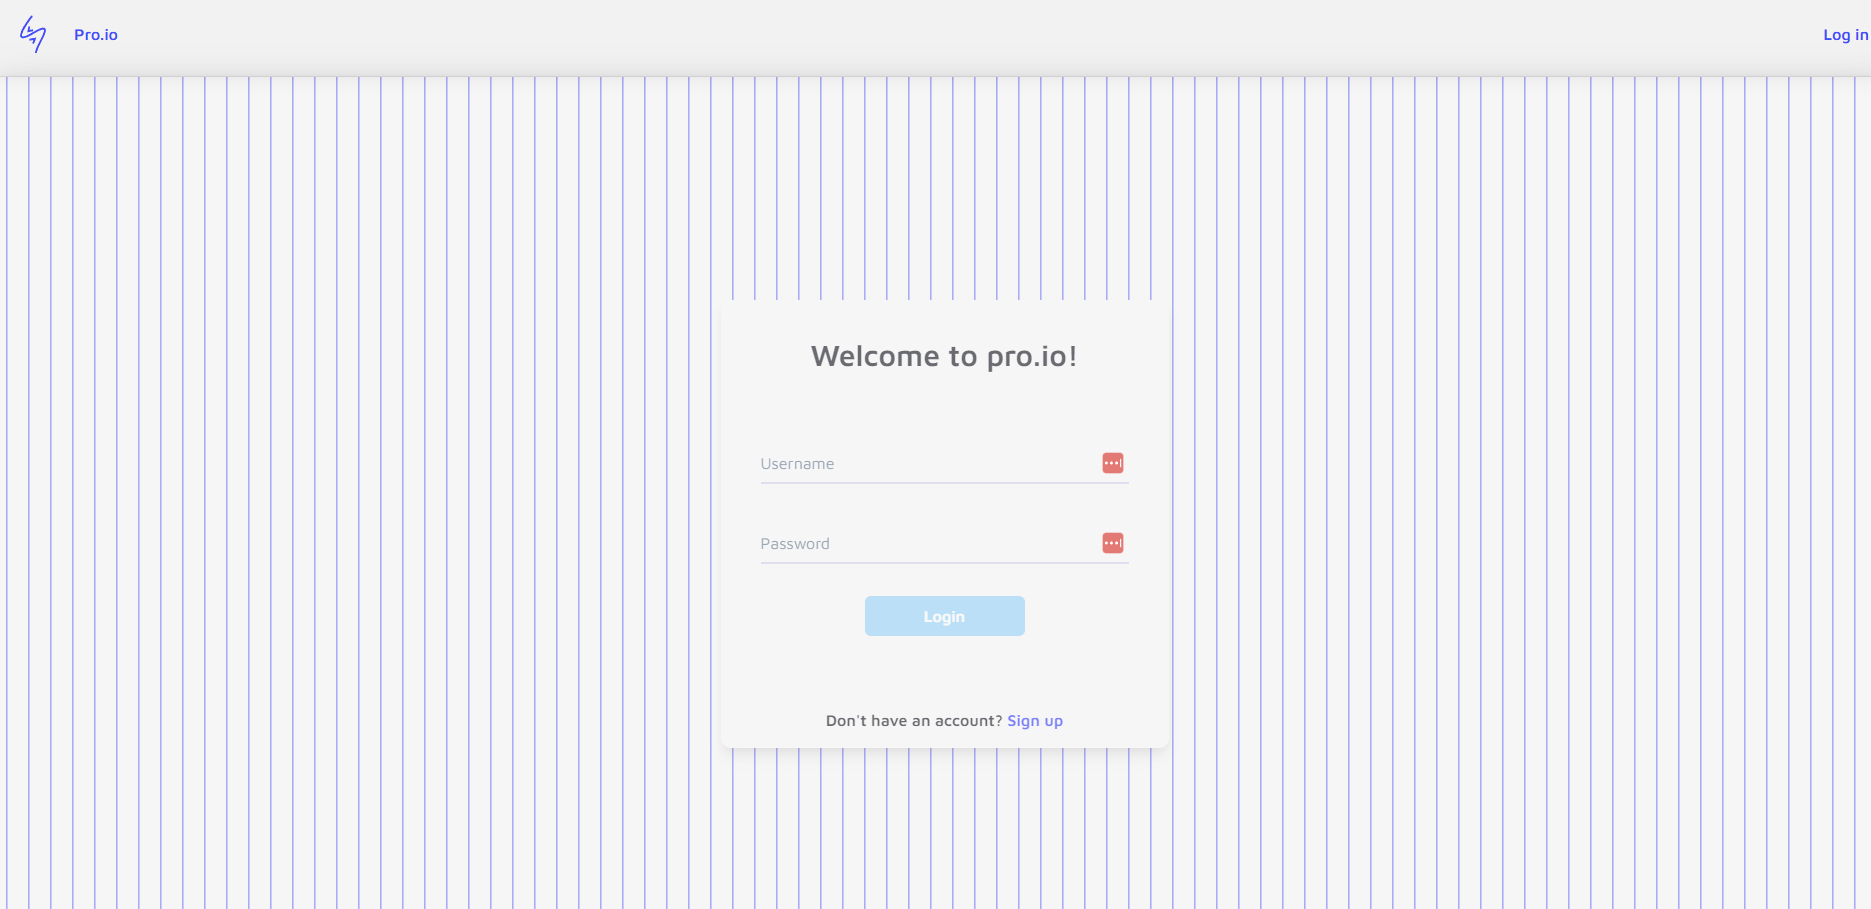 Pro.io
Log in
Welcome to pro.io!
Username
Password
Login
Don't have an account? Sign up